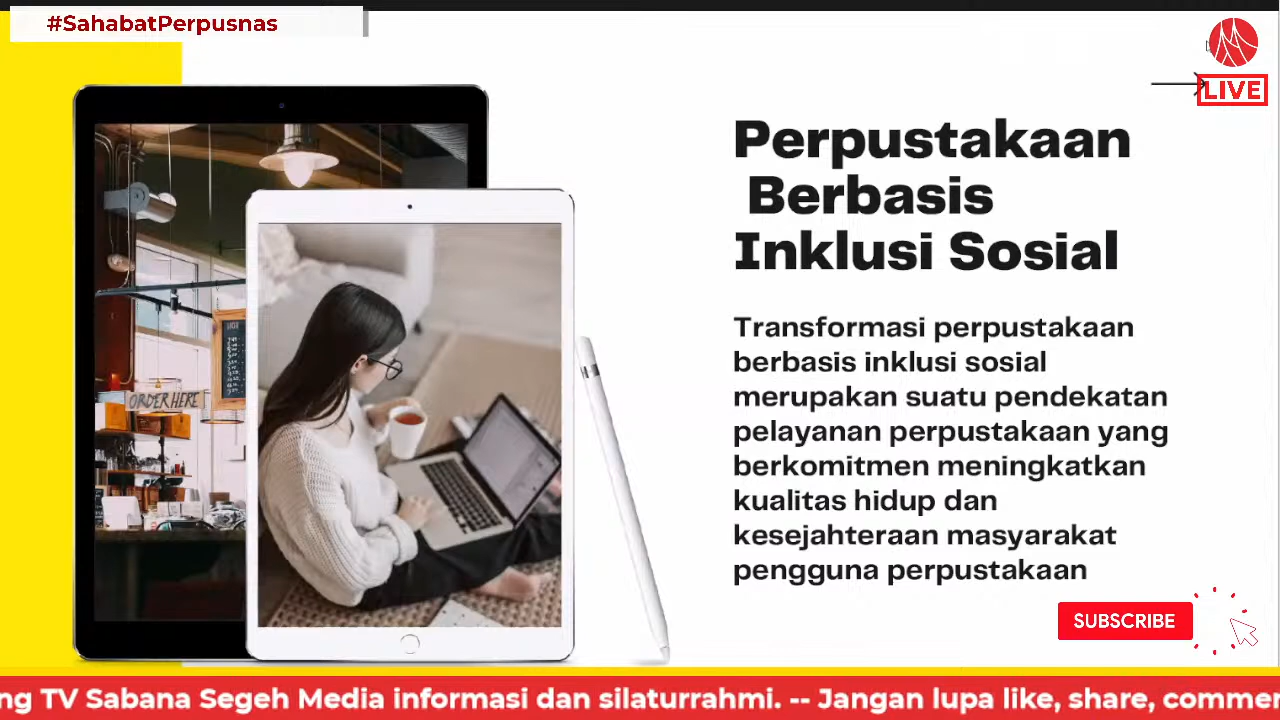 #SahabatPerpusnas
LIVE
Perpustakaan
Berbasis
Inklusi Sosial
Transformasi perpustakaan
berbasis inklusi sosial
merupakan suatu pendekatan
pelayanan perpustakaan yang
berkomitmen meningkatkan
kualitas hidup dan
kesejahteraan masyarakat
pengguna perpustakaan
ORDER HERE
SUBSCRIBE
ng TV Sabana Segeh Media informasi dan silaturrahmi. -- Jangan lupa like, share, commen